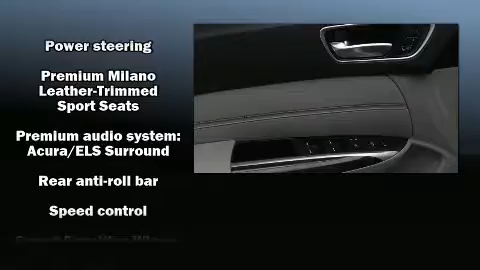 Power steering
Premium Milano
Leather-Trimmed
Sport Seats
Premium audio system:
Acura/ELS Surround
Rear anti-roll bar
Speed control